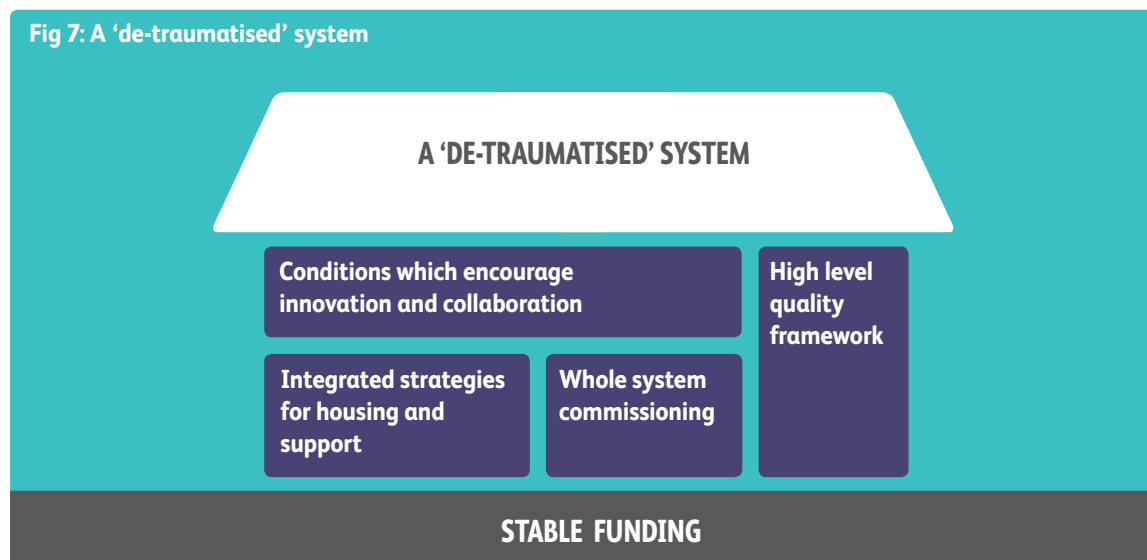 Fig 7: A ‘de-traumatised’ system
A ‘DE-TRAUMATISED’ SYSTEM
Conditions which encourage
innovation and collaboration
High level
quality
framework
Integrated strategies
for housing and
support
Whole system
commissioning
STABLE FUNDING